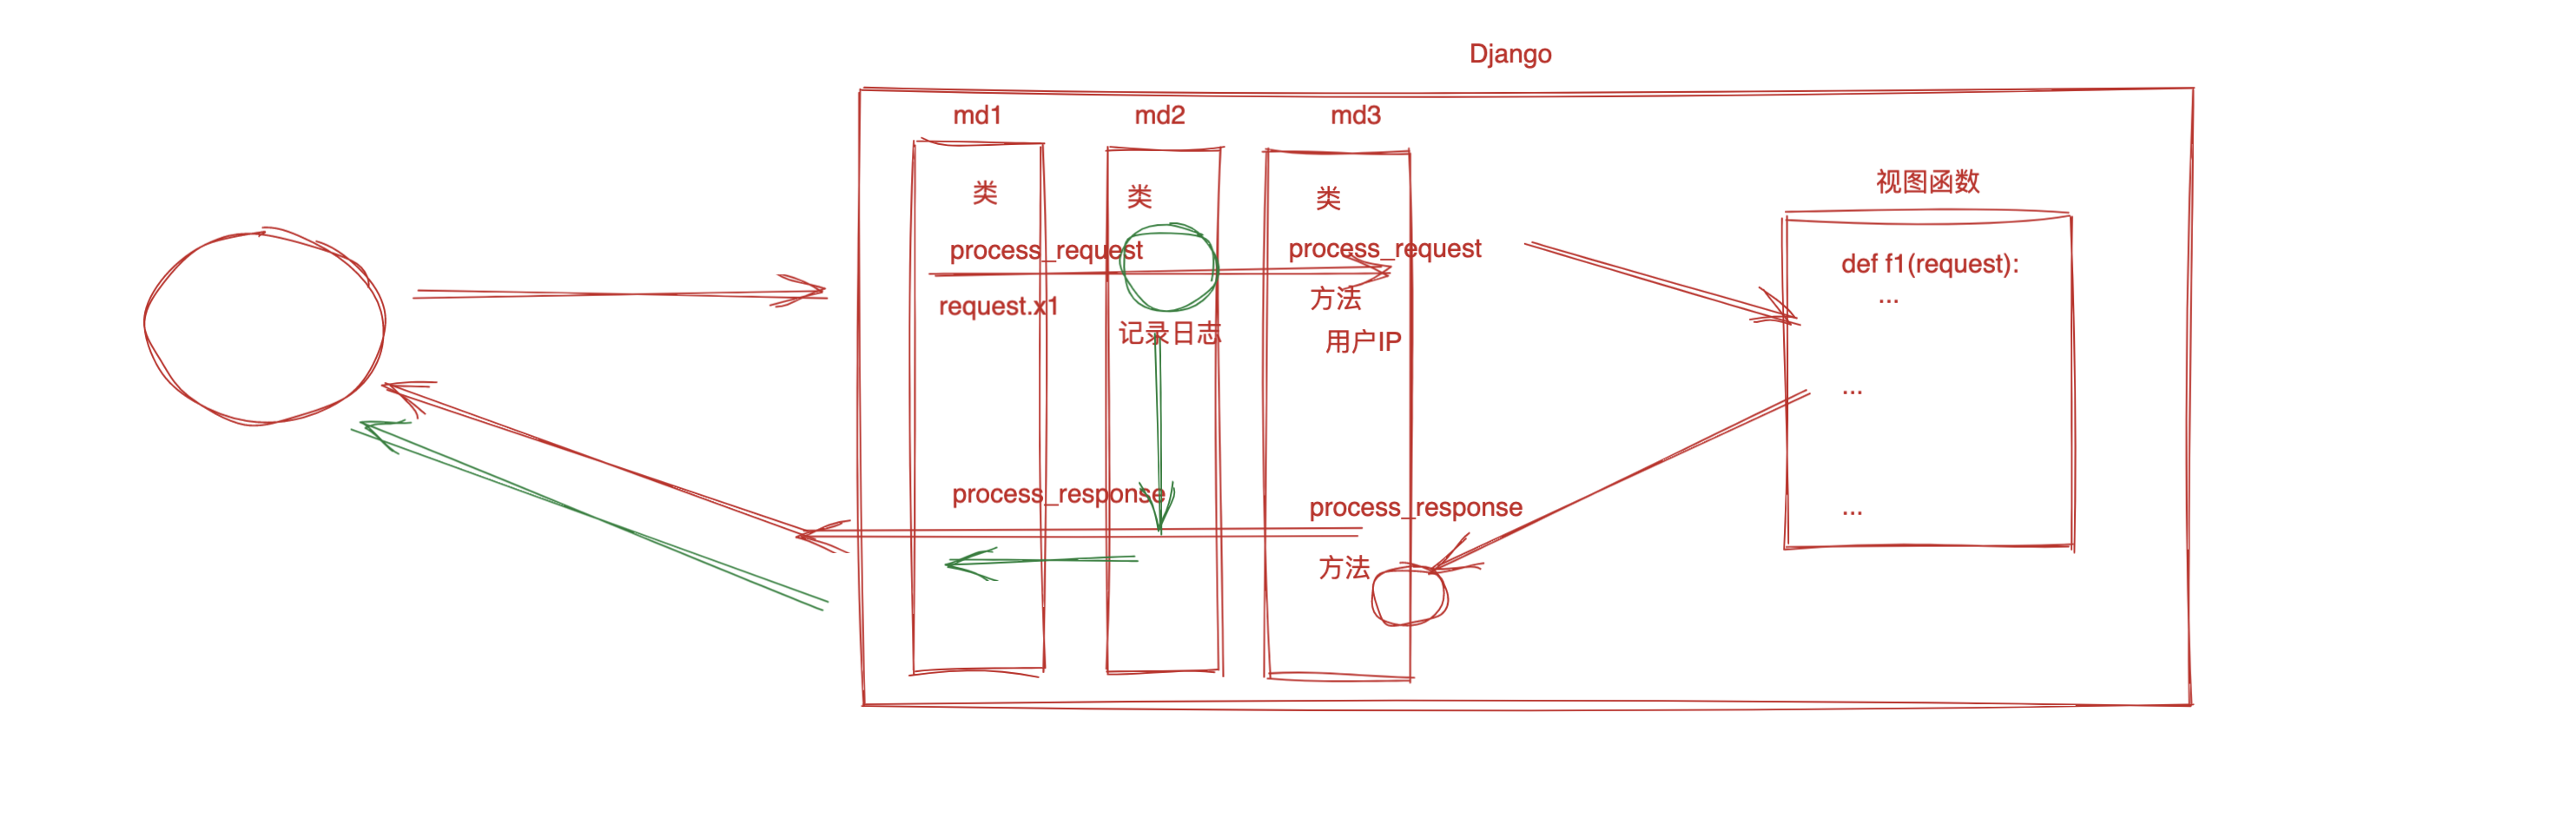 Django
md1
md2
md3
类
类
类
视图函数
process_request
process_request
def f1(request):
...
request.x1
方法
记录日志
用户IP
...
process_response
process_response
...
方法